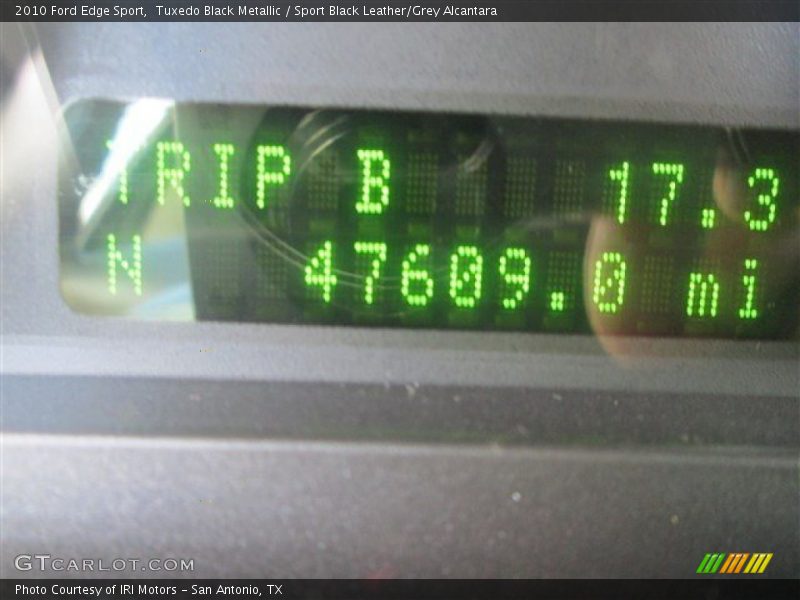 2010 Ford Edge Sport, Tuxedo Black Metallic / Sport Black Leather/Grey Alcantara
TRIP B 17.3
N 47609.0 mi
GTCARLOT.COM
Photo Courtesy of IRI Motors – San Antonio, TX